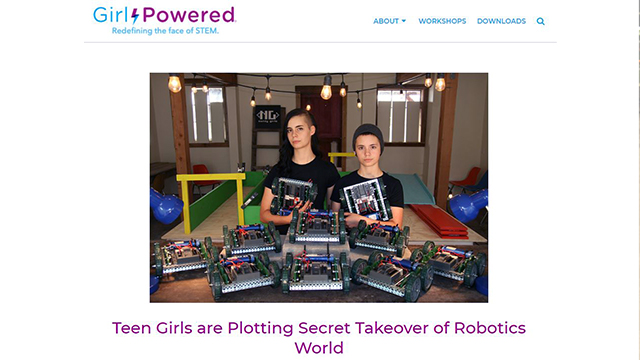 Girl Powered
Redefining the face of STEM.
ABOUT WORKSHOPS DOWNLOADS
Teen Girls are Plotting Secret Takeover of Robotics
World